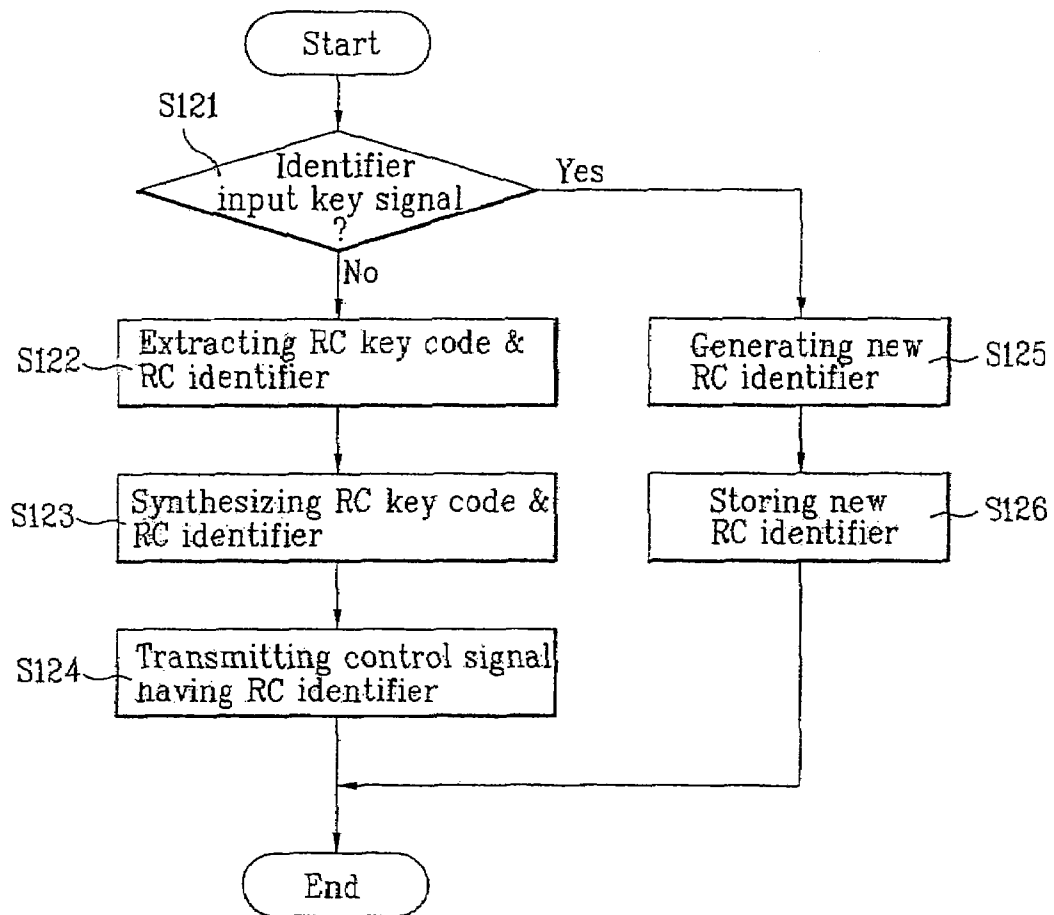 Start
S121
Identifier
input key signal
?
Yes
No
S122
Extracting RC key code &
RC identifier
Generating new
RC identifier
S125
S123
Synthesizing RC key code &
RC identifier
Storing new
RC identifier
S126
S124
Transmitting control signal
having RC identifier
End